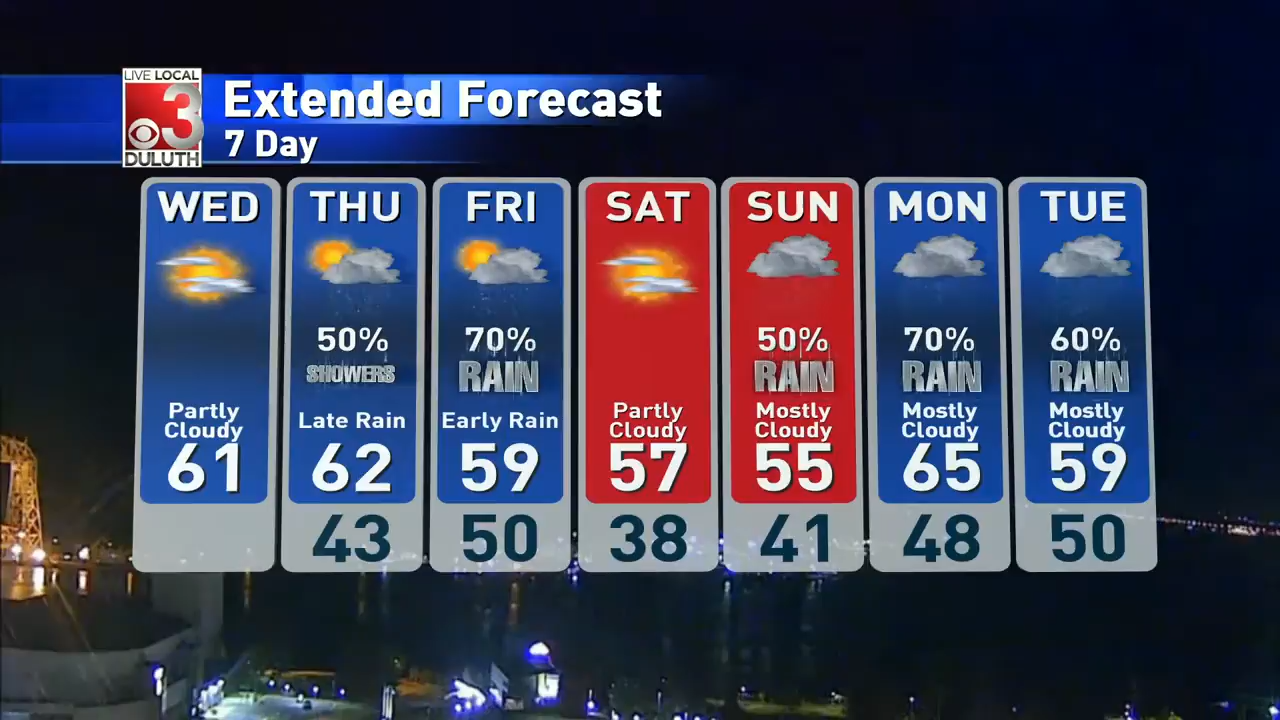 LIVE LOCAL
3
DULUTH
Extended Forecast
7 Day
WED
Partly
Cloudy
61
THU
50%
SHOWERS
Late Rain
62
43
FRI
70%
RAIN
Early Rain
59
50
SAT
Partly
Cloudy
57
38
SUN
50%
RAIN
Mostly
Cloudy
55
41
MON
70%
RAIN
Mostly
Cloudy
65
48
TUE
60%
RAIN
Mostly
Cloudy
59
50